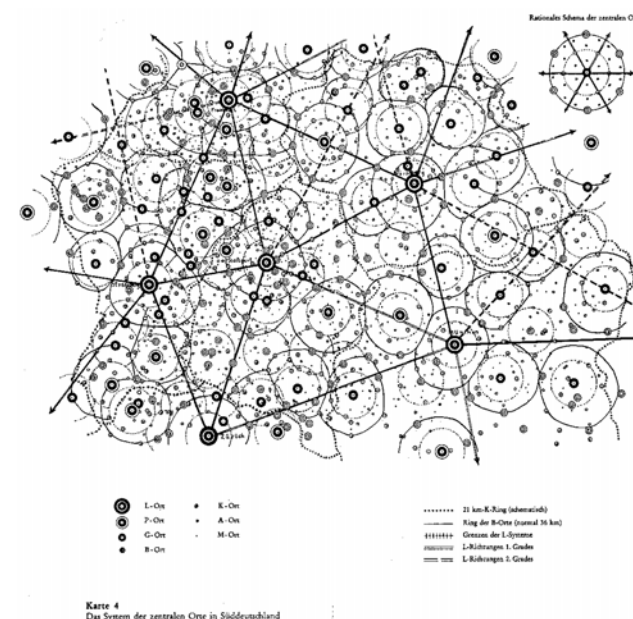 Rationales Schema der zentralen O
Zürich
L-Ort
P-Ort
G-Ort
B-Ort
K-Ort
A-Ort
M-Ort
21 km-K-Ring (schematisch)
Ring der B-Orte (normal 36 km)
Grenzen der L-Systeme
L-Richtungen 1. Grades
L-Richtungen 2. Grades
Karte 4
Das System der zentralen Orte in Süddeutschland